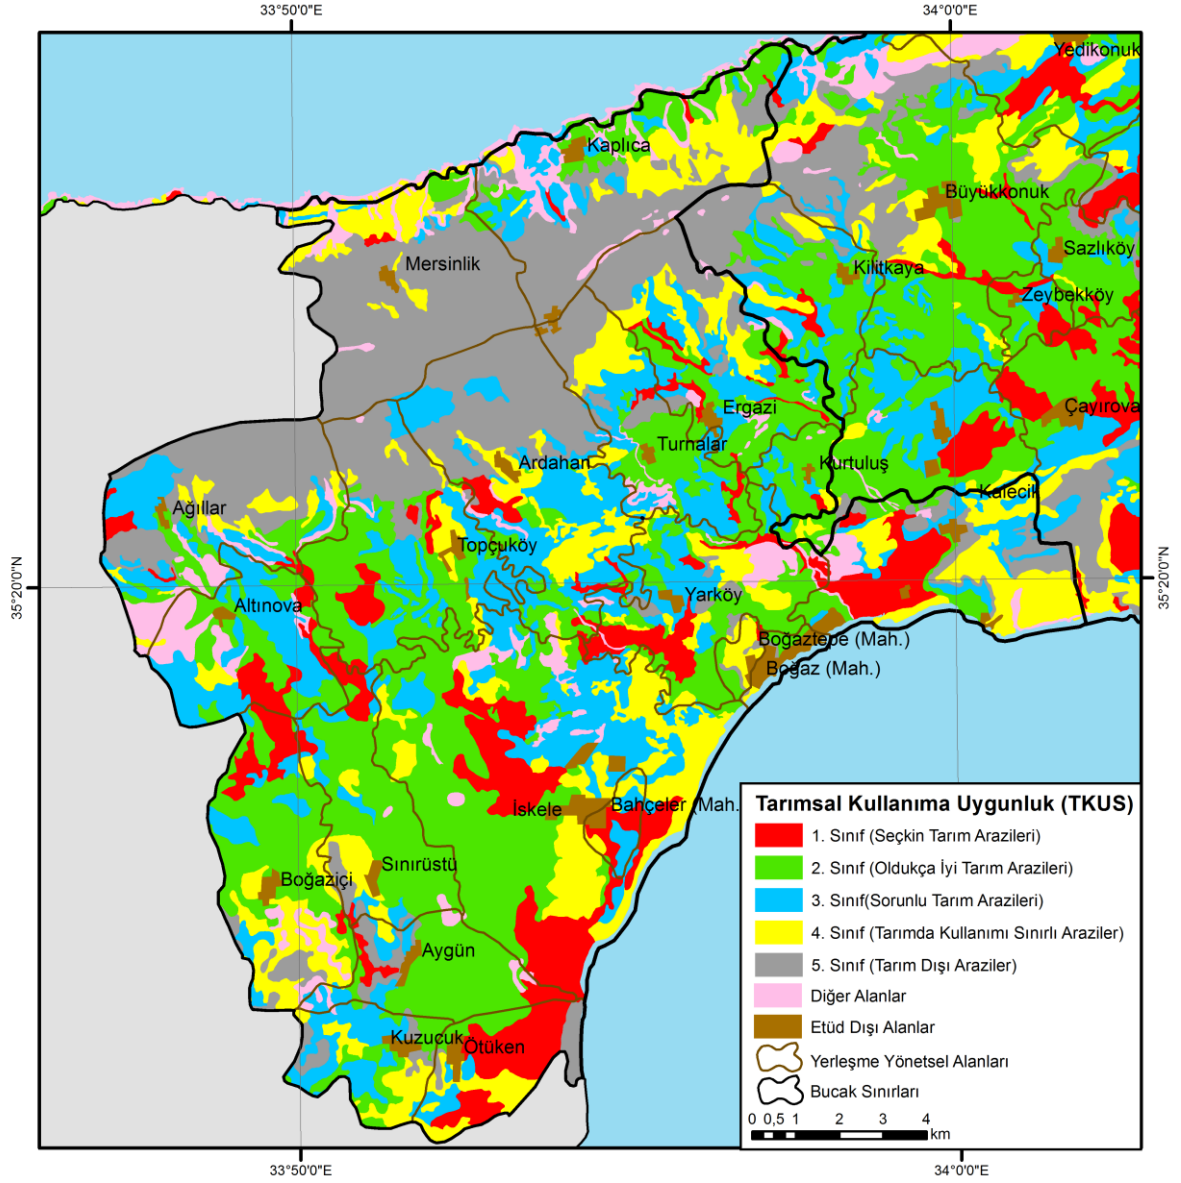 33°50'0"E
34°0'0"E
Yedikonuk
Kaplıca
Büyükkonuk
Sazlıköy
Mersinlik
Kilitkaya
Zeybekköy
Ergazi
Çayırova
Turnalar
Ardahan
Kurtuluş
Kalecik
Ağıllar
Topçuköy
35°20'0"N
35°20'0"N
Altınova
Yarköy
Boğaztepe (Mah.)
Boğaz (Mah.)
İskele
Bahçeler (Mah.
Sınırüstü
Boğaziçi
Aygün
Kuzucuk
Ötüken
Tarımsal Kullanıma Uygunluk (TKUS)
1. Sınıf (Seçkin Tarım Arazileri)
2. Sınıf (Oldukça İyi Tarım Arazileri)
3. Sınıf(Sorunlu Tarım Arazileri)
4. Sınıf (Tarımda Kullanımı Sınırlı Araziler)
5. Sınıf (Tarım Dışı Araziler)
Diğer Alanlar
Etüd Dışı Alanlar
Yerleşme Yönetsel Alanları
Bucak Sınırları
0 0,5 1 2 3 4
km
33°50'0"E
34°0'0"E